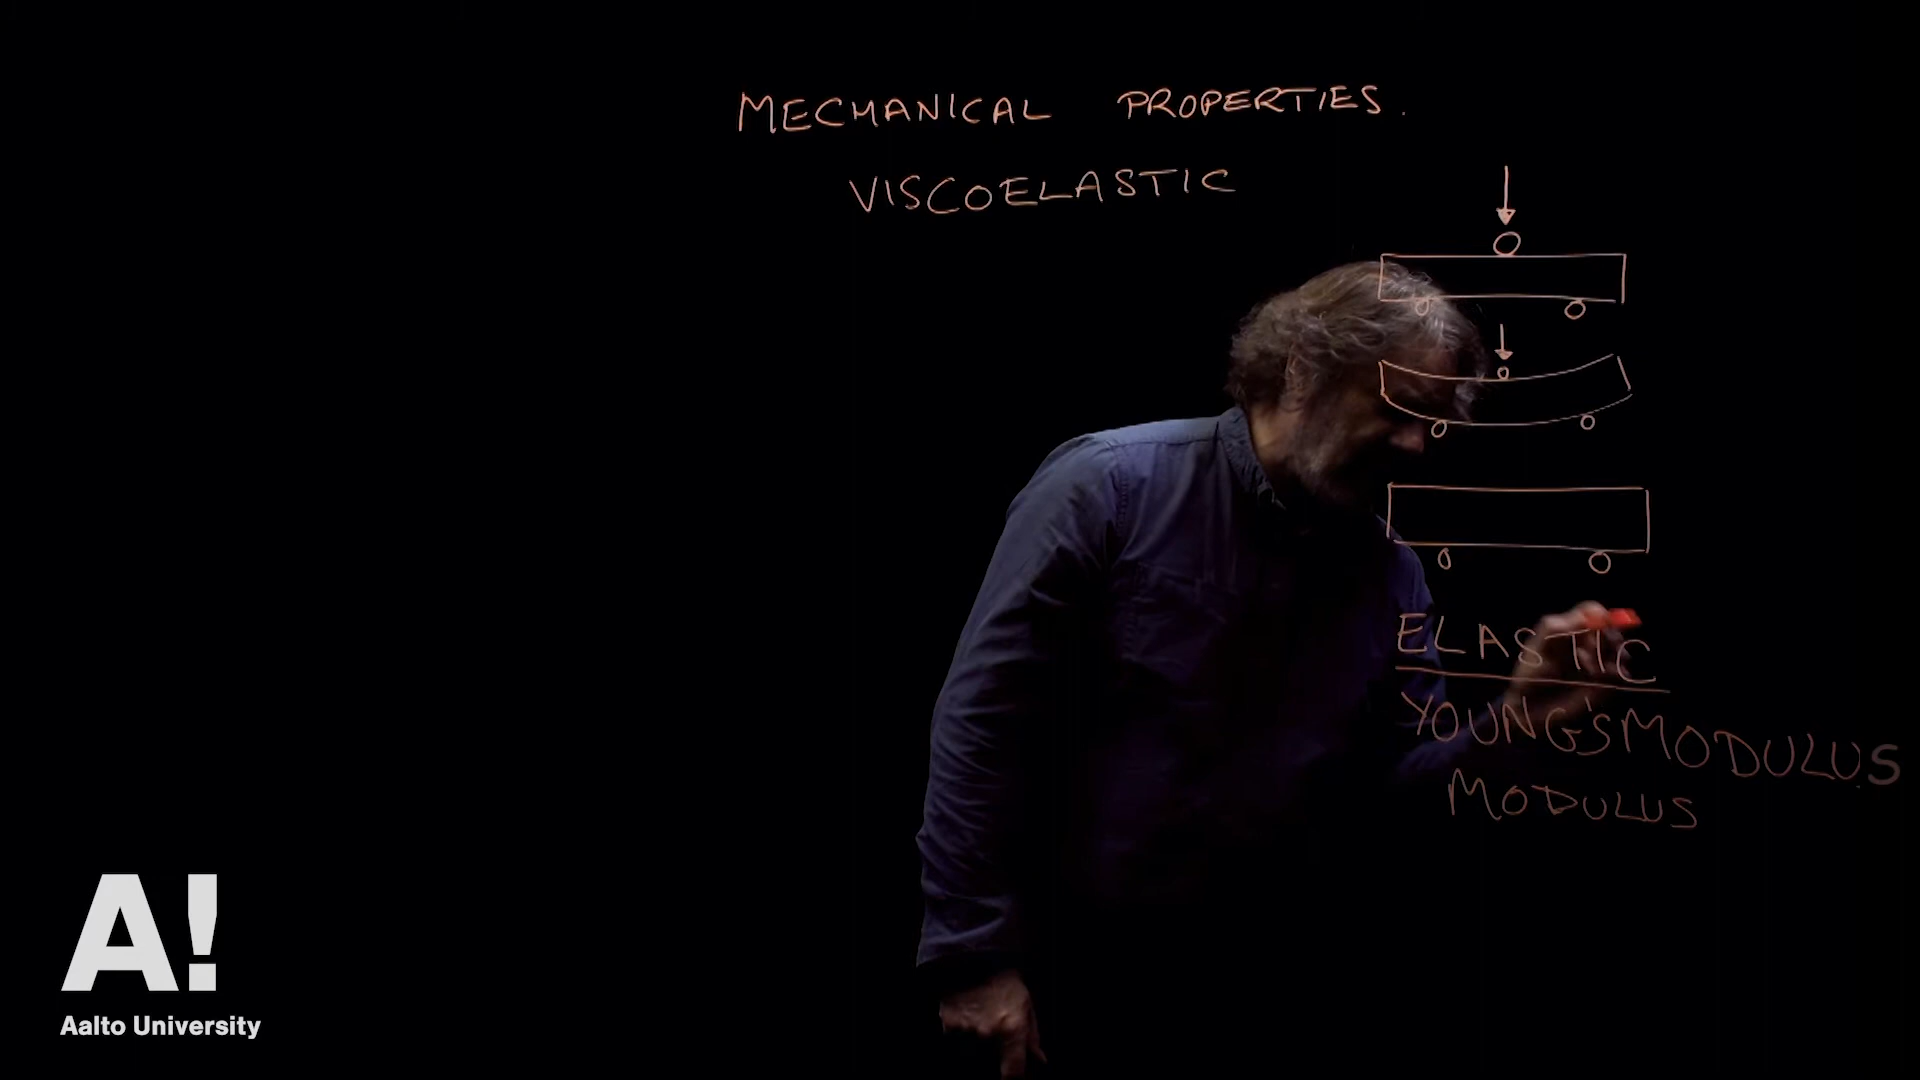 MECHANICAL PROPERTIES.
VISCOELASTIC
ELASTIC
YOUNG'S MODULUS
MODULUS
A!
Aalto University